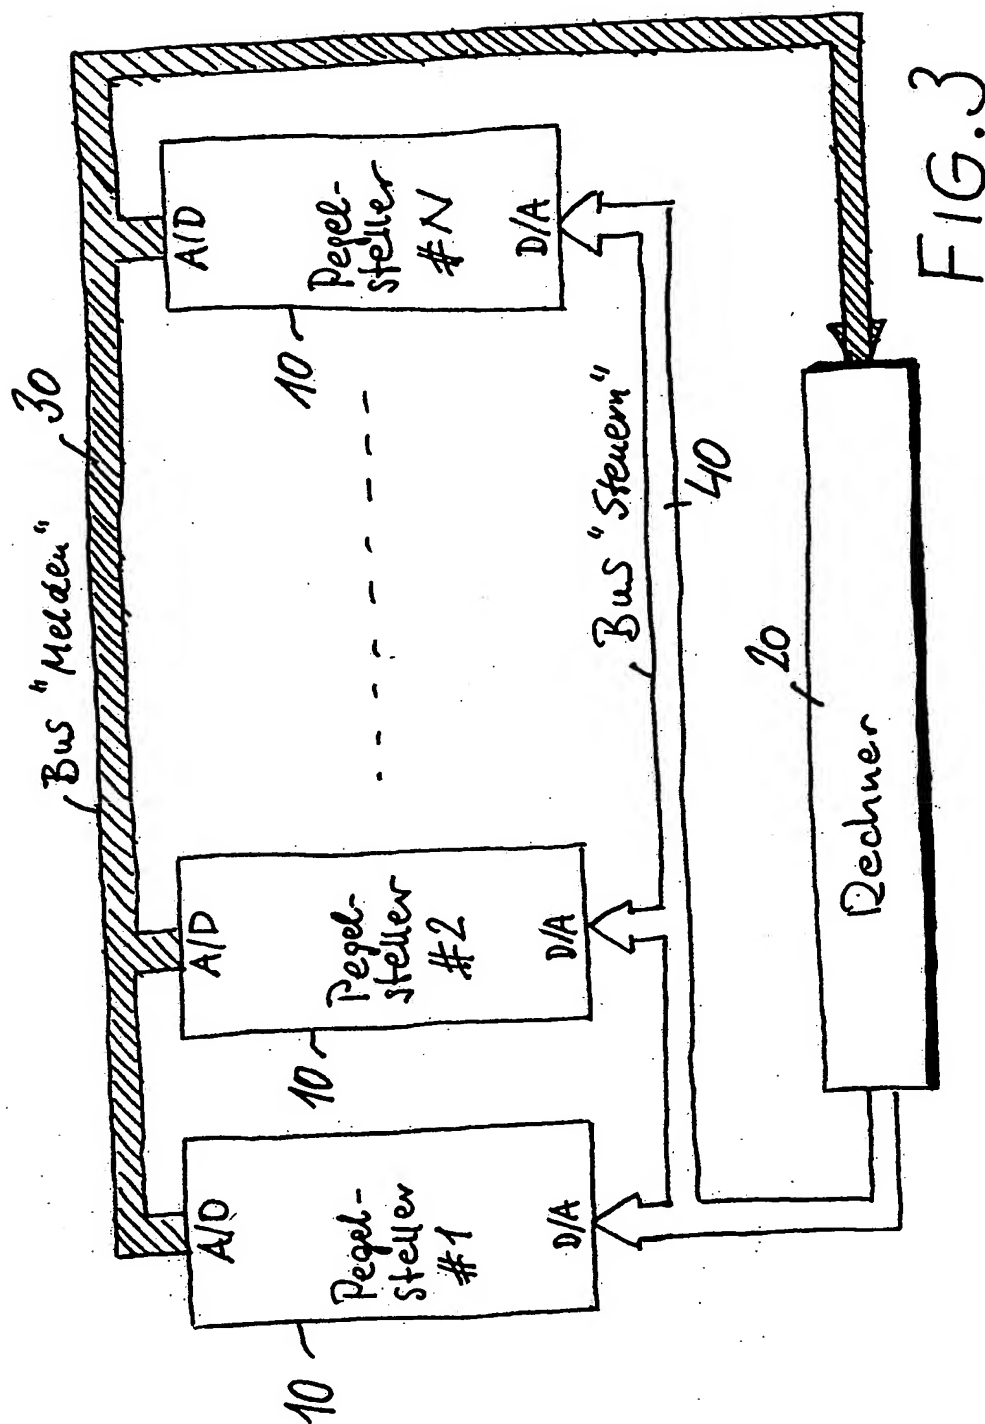 Bus "Melden"
30
A/D
Pegel-
steller
#1
D/A
10
A/D
Pegel-
steller
#2
D/A
10
A/D
Pegel-
steller
#N
D/A
10
Bus "Steuern"
40
Rechner
20
FIG. 3